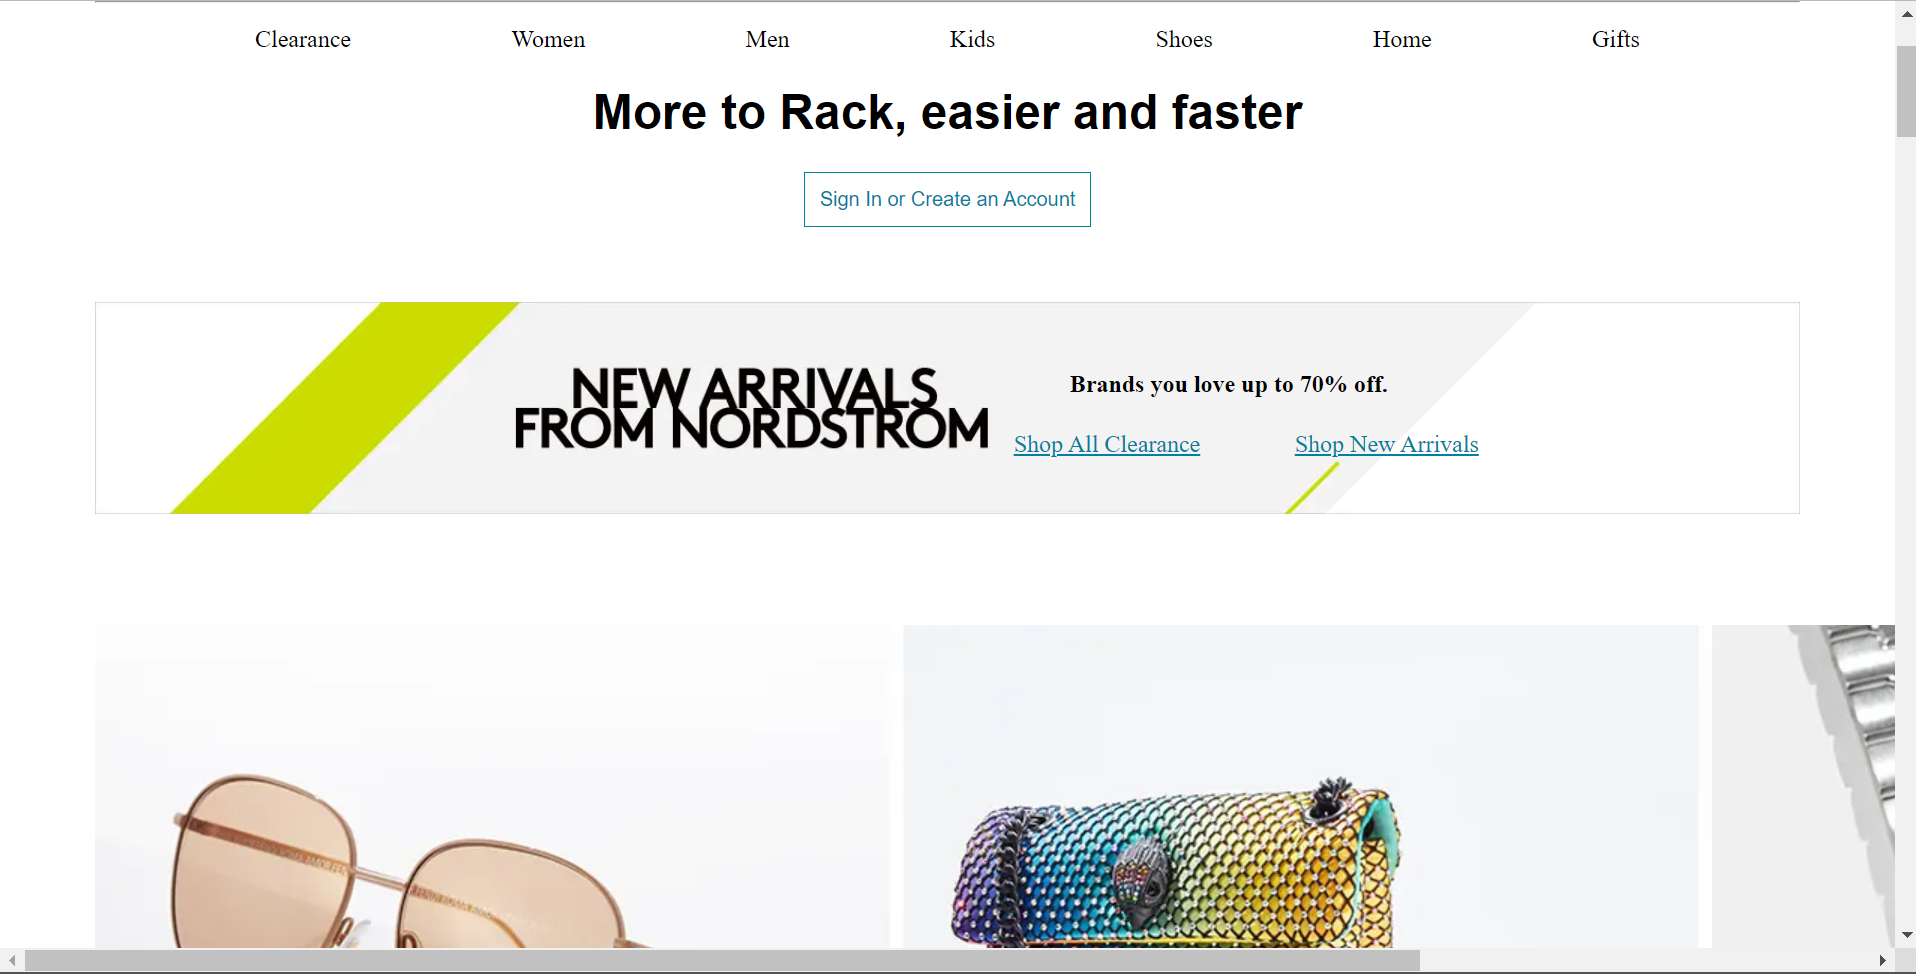 Clearance Women Men Kids Shoes Home Gifts
More to Rack, easier and faster
Sign In or Create an Account
NEW ARRIVALS
FROM NORDSTROM
Brands you love up to 70% off.
Shop All Clearance Shop New Arrivals